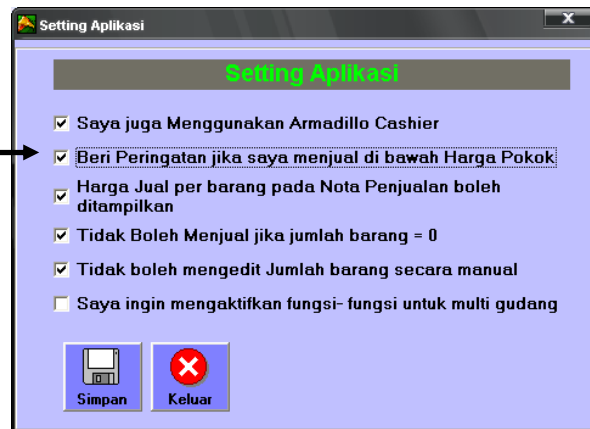 Setting Aplikasi
x
Setting Aplikasi
Saya juga Menggunakan Armadillo Cashier
Beri Peringatan jika saya menjual di bawah Harga Pokok
Harga Jual per barang pada Nota Penjualan boleh
ditampilkan
Tidak Boleh Menjual jika jumlah barang = 0
Tidak boleh mengedit Jumlah barang secara manual
Saya ingin mengaktifkan fungsi- fungsi untuk multi gudang
Simpan Keluar